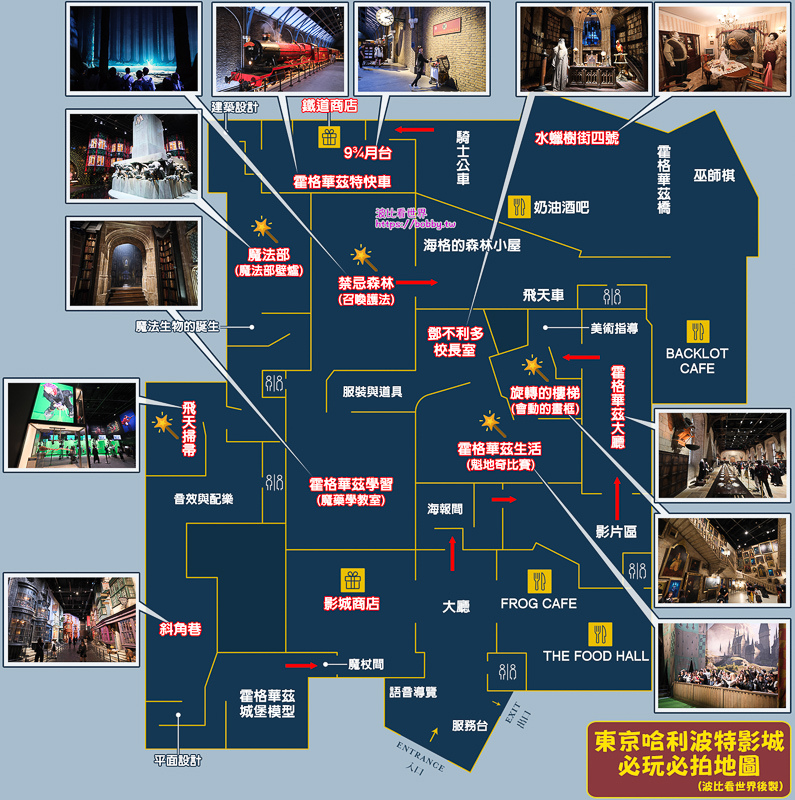 建築設計
鐵道商店
9¾月台
霍格華茲特快車
騎士公車
水蠟樹街四號
霍格華茲橋
巫師棋
波比看世界
https://bobby.tw
奶油酒吧
海格的森林小屋
魔法部
(魔法部壁爐)
禁忌森林
(召喚護法)
飛天車
魔法生物的誕生
鄧不利多
校長室
美術指導
BACKLOT
CAFE
服裝與道具
旋轉的樓梯
(會動的畫框)
霍格華茲大廳
飛天掃帚
霍格華茲生活
(魁地奇比賽)
霍格華茲學習
(魔藥學教室)
音效與配樂
海報間
影片區
影城商店
大廳
FROG CAFE
THE FOOD HALL
斜角巷
魔杖間
霍格華茲
城堡模型
語音導覽
服務台
EXIT
出口
ENTRANCE
入口
平面設計
東京哈利波特影城
必玩必拍地圖
(波比看世界後製)